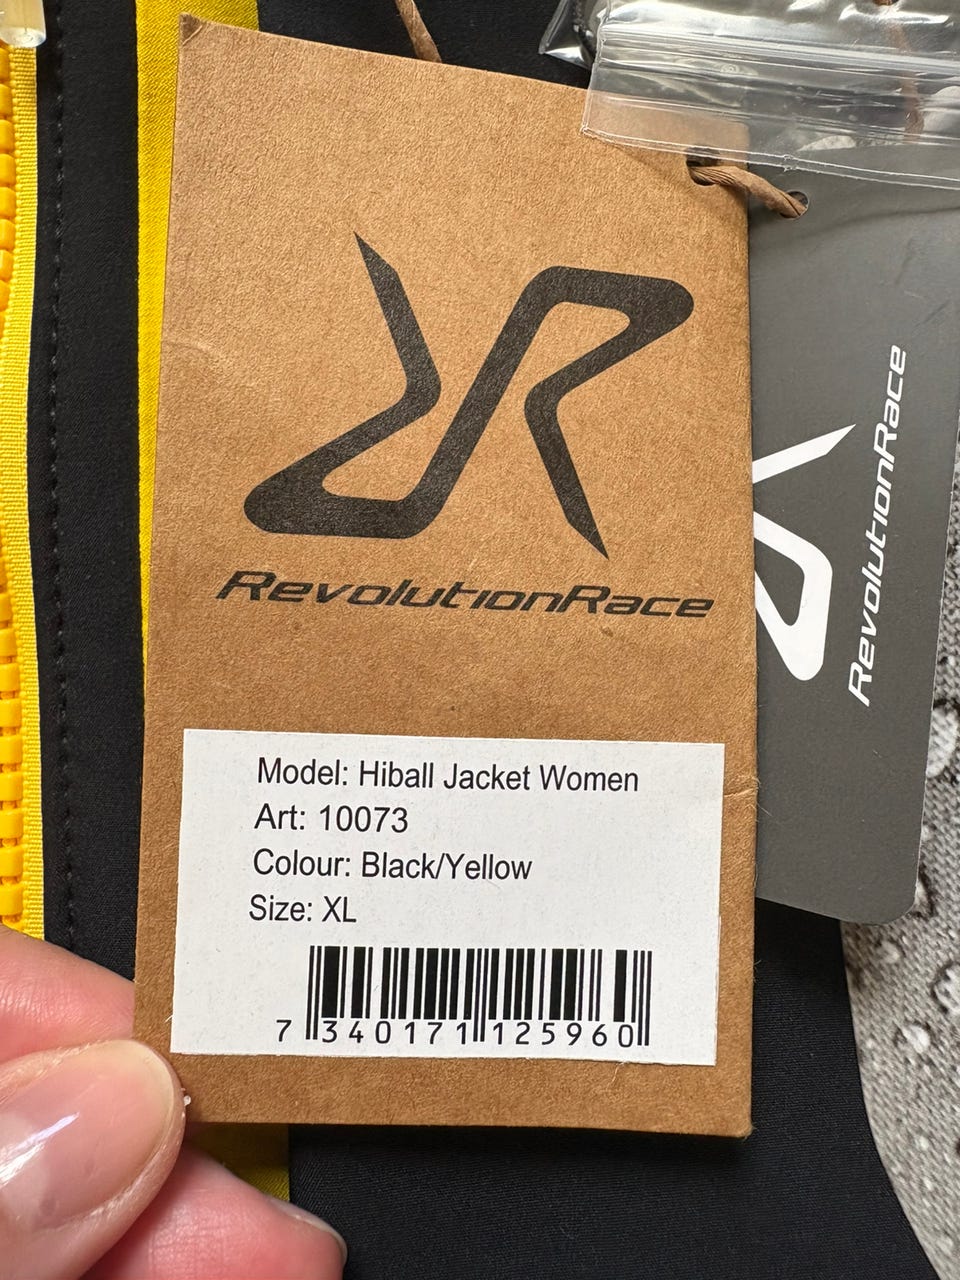 RevolutionRace
Model: Hiball Jacket Women
Art: 10073
Colour: Black/Yellow
Size: XL
7 340171 125960
RevolutionRace